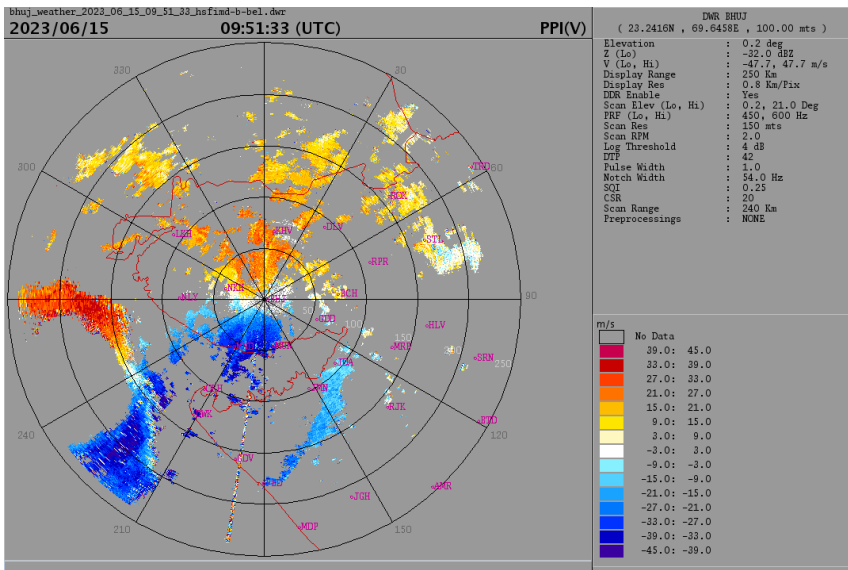 bhuj_weather_2023_06_15_09_51_33_hsfimd-b-bel.dwr
2023/06/15 09:51:33 (UTC) PPI(V)
DWR BHUJ
( 23.2416N , 69.6458E , 100.00 mts )
Elevation : 0.2 deg
Z (Lo) : -32.0 dBZ
V (Lo, Hi) : -47.7, 47.7 m/s
Display Range : 250 Km
Display Res : 0.8 Km/Pix
DDR Enable : Yes
Scan Elev (Lo, Hi) : 0.2, 21.0 Deg
PRF (Lo, Hi) : 450, 600 Hz
Scan Res : 150 mts
Scan RPM : 2.0
Log Threshold : 4 dB
DTP : 42
Pulse Width : 1.0
Notch Width : 54.0 Hz
SQI : 0.25
CSR : 20
Scan Range : 240 Km
Preprocessings : NONE
330
30
300
60
KHV
DLV
STL
RPR
NLY
90
50
100
HLV
150
MRB
SRN
250
RJK
240
120
AMR
JGH
210
MDP
150
m/s
No Data
39.0: 45.0
33.0: 39.0
27.0: 33.0
21.0: 27.0
15.0: 21.0
9.0: 15.0
3.0: 9.0
-3.0: 3.0
-9.0: -3.0
-15.0: -9.0
-21.0: -15.0
-27.0: -21.0
-33.0: -27.0
-39.0: -33.0
-45.0: -39.0